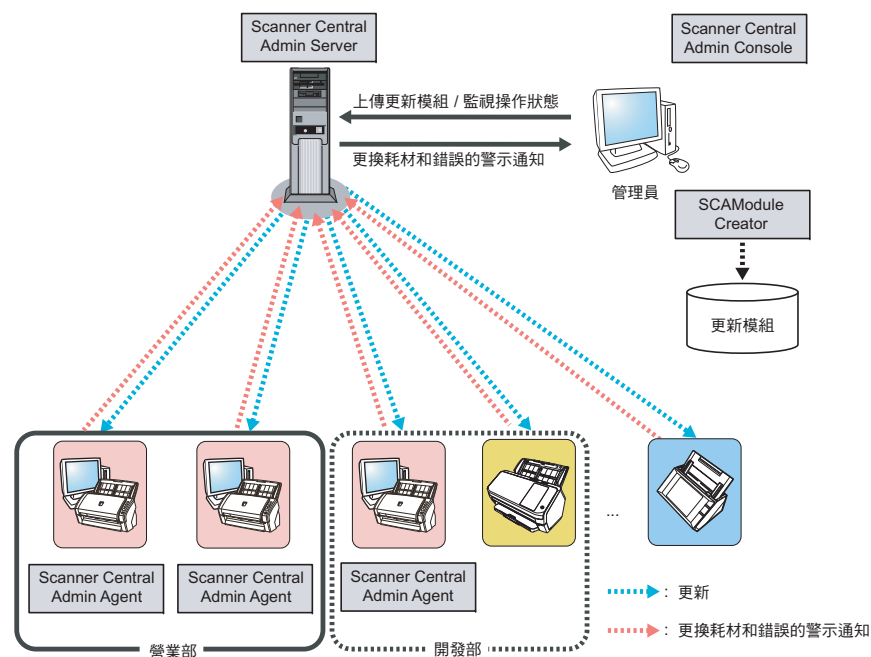 Scanner Central
Admin Server
Scanner Central
Admin Console
上傳更新模組 / 監視操作狀態
更換耗材和錯誤的警示通知
管理員
SCAModule
Creator
更新模組
...
Scanner Central
Admin Agent
Scanner Central
Admin Agent
Scanner Central
Admin Agent
: 更新
: 更換耗材和錯誤的警示通知
營業部
開發部